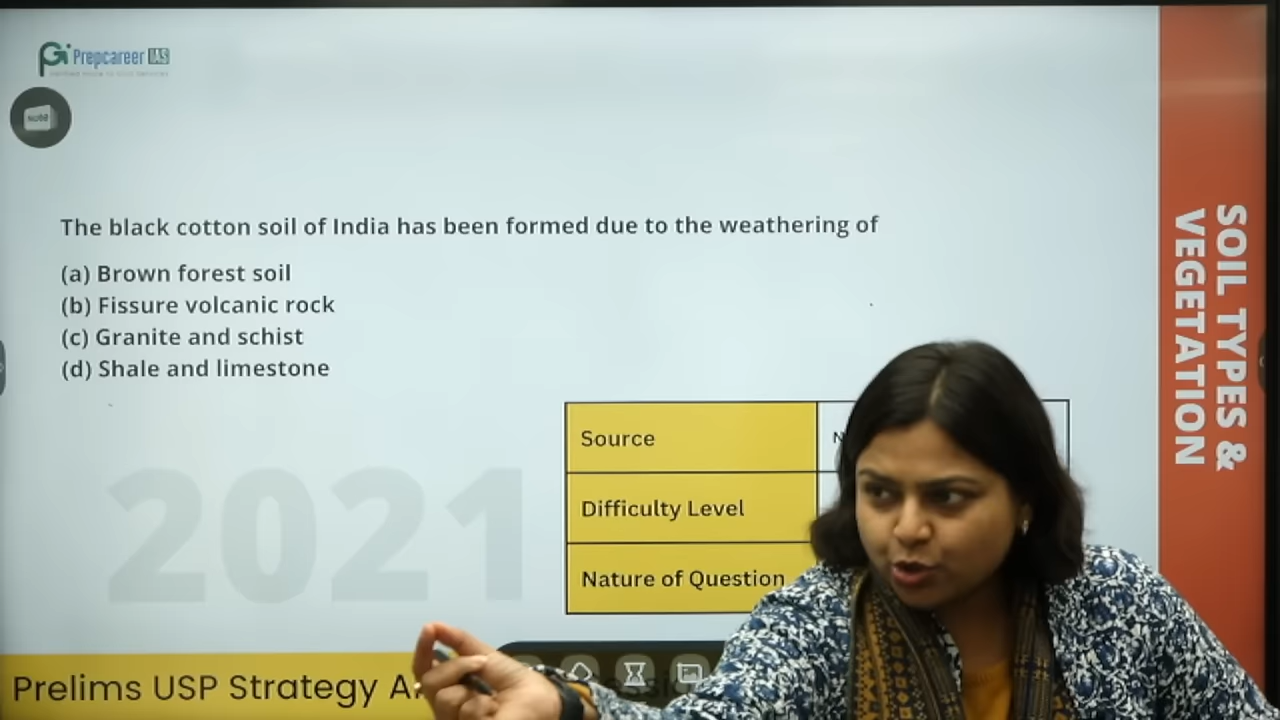 Prepcareer IAS
The black cotton soil of India has been formed due to the weathering of
(a) Brown forest soil
(b) Fissure volcanic rock
(c) Granite and schist
(d) Shale and limestone
Source
Difficulty Level
Nature of Question
2021
SOIL TYPES &
VEGETATION
Prelims USP Strategy